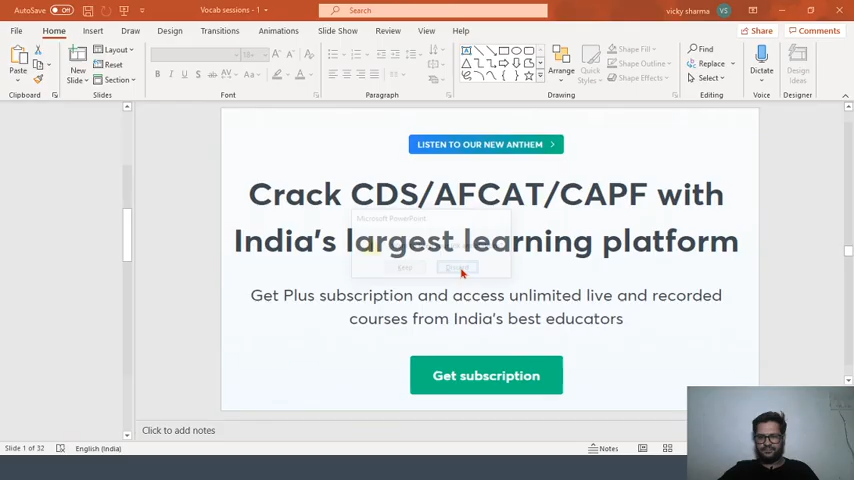 AutoSave Off Vocab sessions - 1 Search vicky sharma VS
File Home Insert Draw Design Transitions Animations Slide Show Review View Help Share Comments
Paste New Slide Layout Reset Section Find Replace Select Arrange Quick Styles Shape Fill Shape Outline Shape Effects Dictate Design Ideas
Clipboard Slides Font Paragraph Drawing Editing Voice Designer
LISTEN TO OUR NEW ANTHEM
Crack CDS/AFCAT/CAPF with
Microsoft PowerPoint
India's largest learning platform
Get Plus subscription and access unlimited live and recorded
courses from India's best educators
Get subscription
Click to add notes
Slide 1 of 32 English (India) Notes